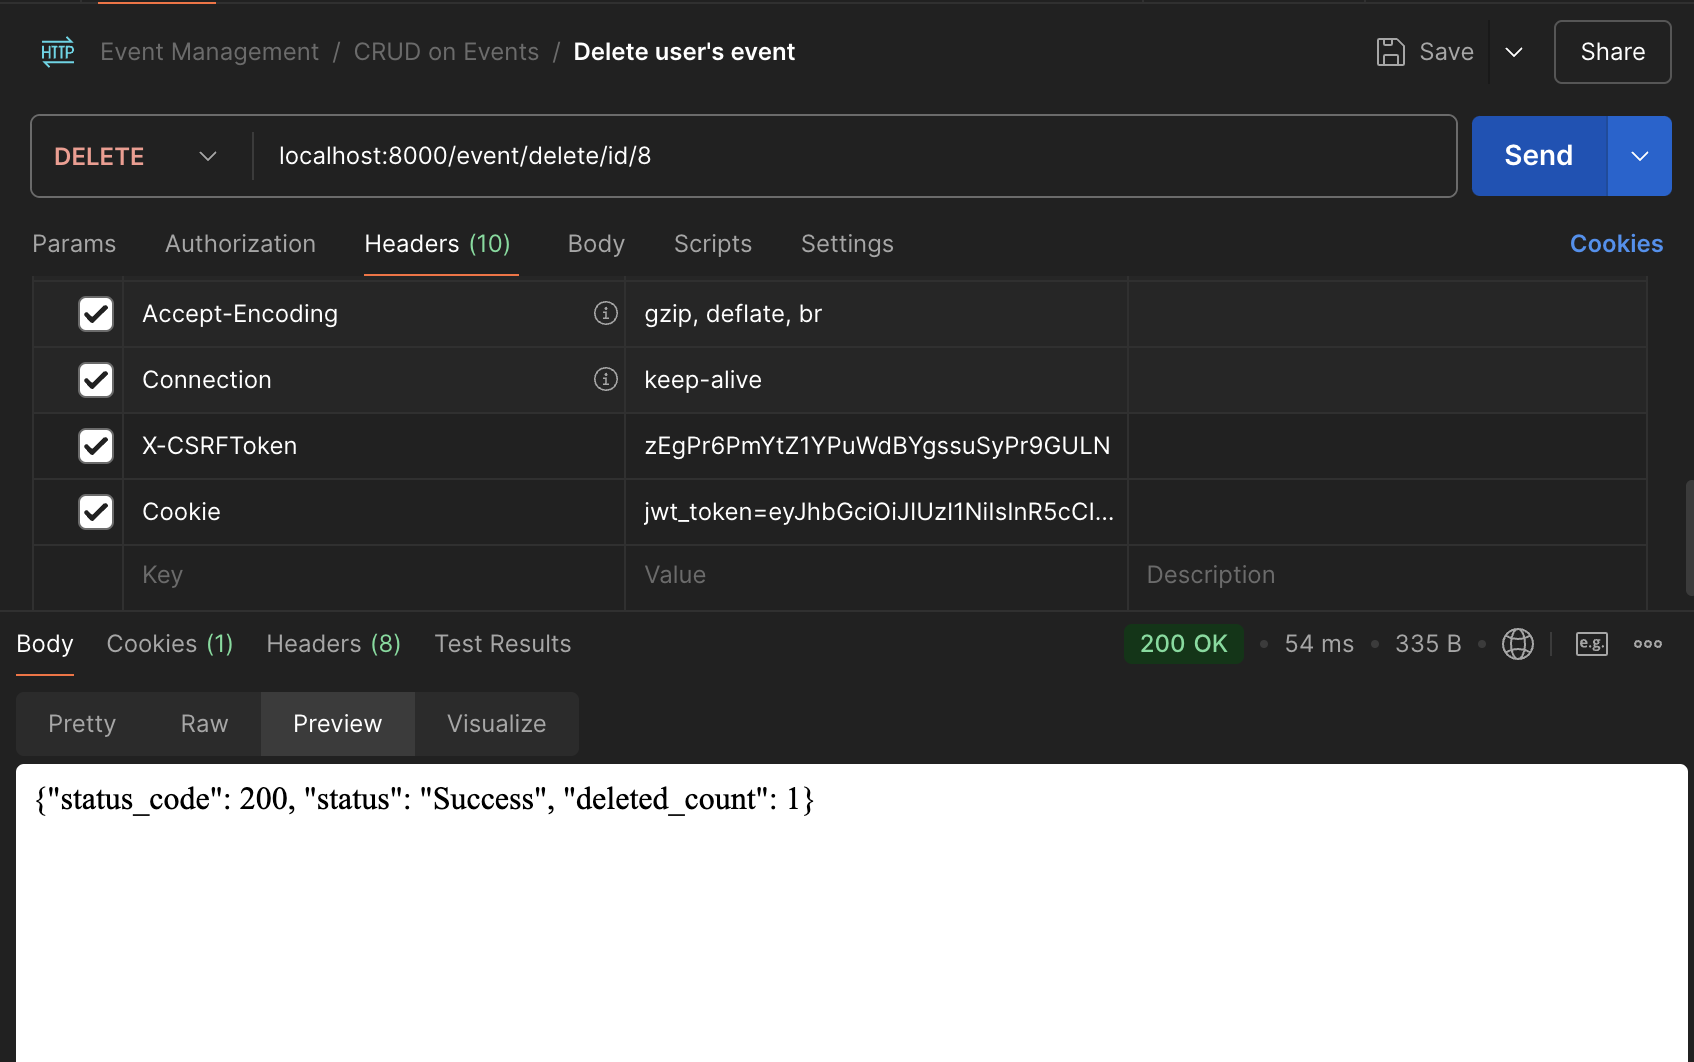 HTTP Event Management / CRUD on Events / Delete user's event Save Share
DELETE localhost:8000/event/delete/id/8 Send
Params Authorization Headers (10) Body Scripts Settings Cookies
Accept-Encoding gzip, deflate, br
Connection keep-alive
X-CSRFToken zEgPr6PmYtZ1YPuWdBYgssuSyPr9GULN
Cookie jwt_token=eyJhbGciOiJIUzI1NiIsInR5cCI...
Key Value Description
Body Cookies (1) Headers (8) Test Results 200 OK • 54 ms • 335 B • e.g.
Pretty Raw Preview Visualize
{"status_code": 200, "status": "Success", "deleted_count": 1}